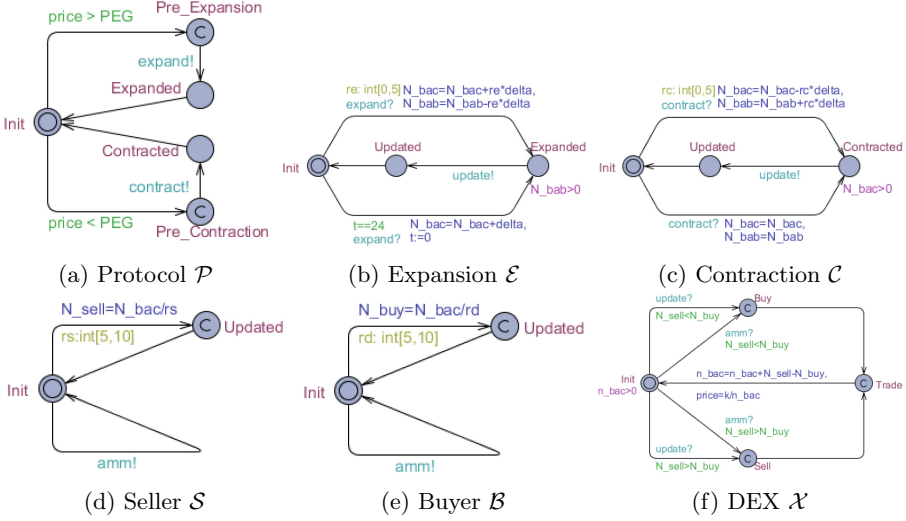 Pre_Expansion
price > PEG
C
expand!
Expanded
Init
Contracted
contract!
C
price < PEG
Pre_Contraction
(a) Protocol P
re: int[0,5] N_bac=N_bac+re*delta,
expand? N_bab=N_bab-re*delta
Updated
Expanded
Init
update!
N_bab>0
t==24 N_bac=N_bac+delta,
expand? t:=0
(b) Expansion E
rc: int[0,5] N_bac=N_bac-rc*delta
contract? N_bab=N_bab+rc*delta
Updated
Contracted
Init
update!
N_bac>0
contract? N_bac=N_bac,
N_bab=N_bab
(c) Contraction C
N_sell=N_bac/rs
C
Updated
rs:int[5,10]
Init
amm!
(d) Seller S
N_buy=N_bac/rd
C
Updated
rd: int[5,10]
Init
amm!
(e) Buyer B
update?
Buy
C
N_sell<N_buy
amm?
N_sell<N_buy
Init
n_bac=n_bac+N_sell-N_buy,
n_bac>0
C
Trade
price=k/n_bac
amm?
N_sell>N_buy
update?
C
N_sell>N_buy
Sell
(f) DEX X